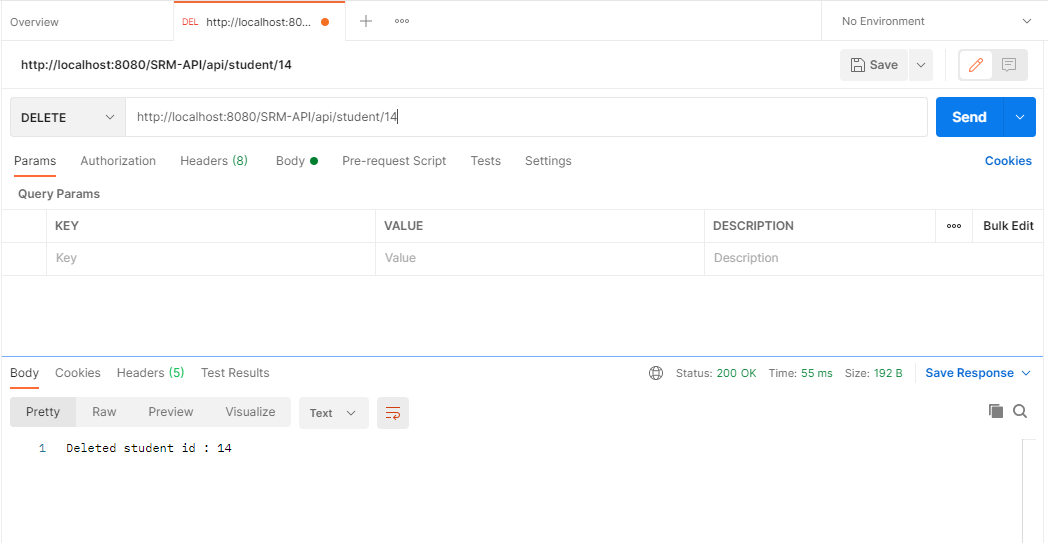 Overview
DEL http://localhost:80...
No Environment
http://localhost:8080/SRM-API/api/student/14
Save
DELETE
http://localhost:8080/SRM-API/api/student/14
Send
Params Authorization Headers (8) Body Pre-request Script Tests Settings Cookies
Query Params
KEY VALUE DESCRIPTION Bulk Edit
Key Value Description
Body Cookies Headers (5) Test Results Status: 200 OK Time: 55 ms Size: 192 B Save Response
Pretty Raw Preview Visualize Text
1 Deleted student id : 14